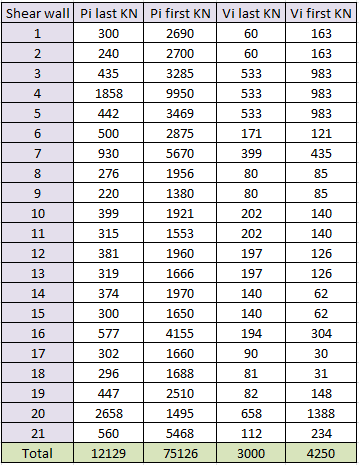 Shear wall Pi last KN Pi first KN Vi last KN Vi first KN
1 300 2690 60 163
2 240 2700 60 163
3 435 3285 533 983
4 1858 9950 533 983
5 442 3469 533 983
6 500 2875 171 121
7 930 5670 399 435
8 276 1956 80 85
9 220 1380 80 85
10 399 1921 202 140
11 315 1553 202 140
12 381 1960 197 126
13 319 1666 197 126
14 374 1970 140 62
15 300 1650 140 62
16 577 4155 194 304
17 302 1660 90 30
18 296 1688 81 31
19 447 2510 82 148
20 2658 1495 658 1388
21 560 5468 112 234
Total 12129 75126 3000 4250